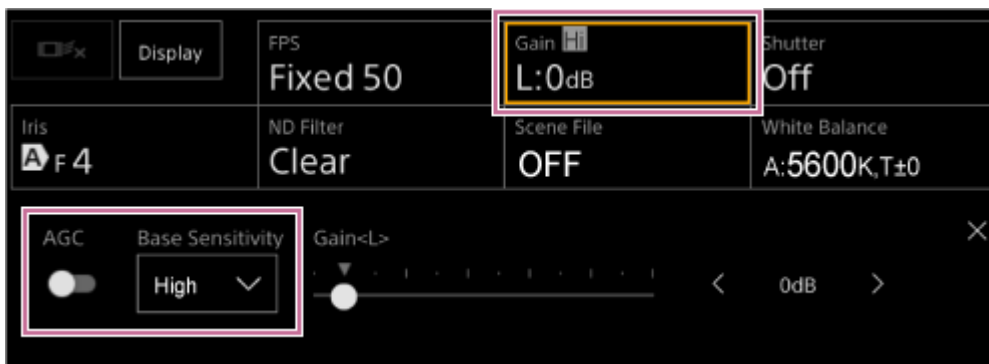 Display
FPS
Fixed 50
Gain Hi
L:0dB
Shutter
Off
Iris
A F4
ND Filter
Clear
Scene File
OFF
White Balance
A:5600K,T±0
AGC
Base Sensitivity
High
Gain<L>
0dB